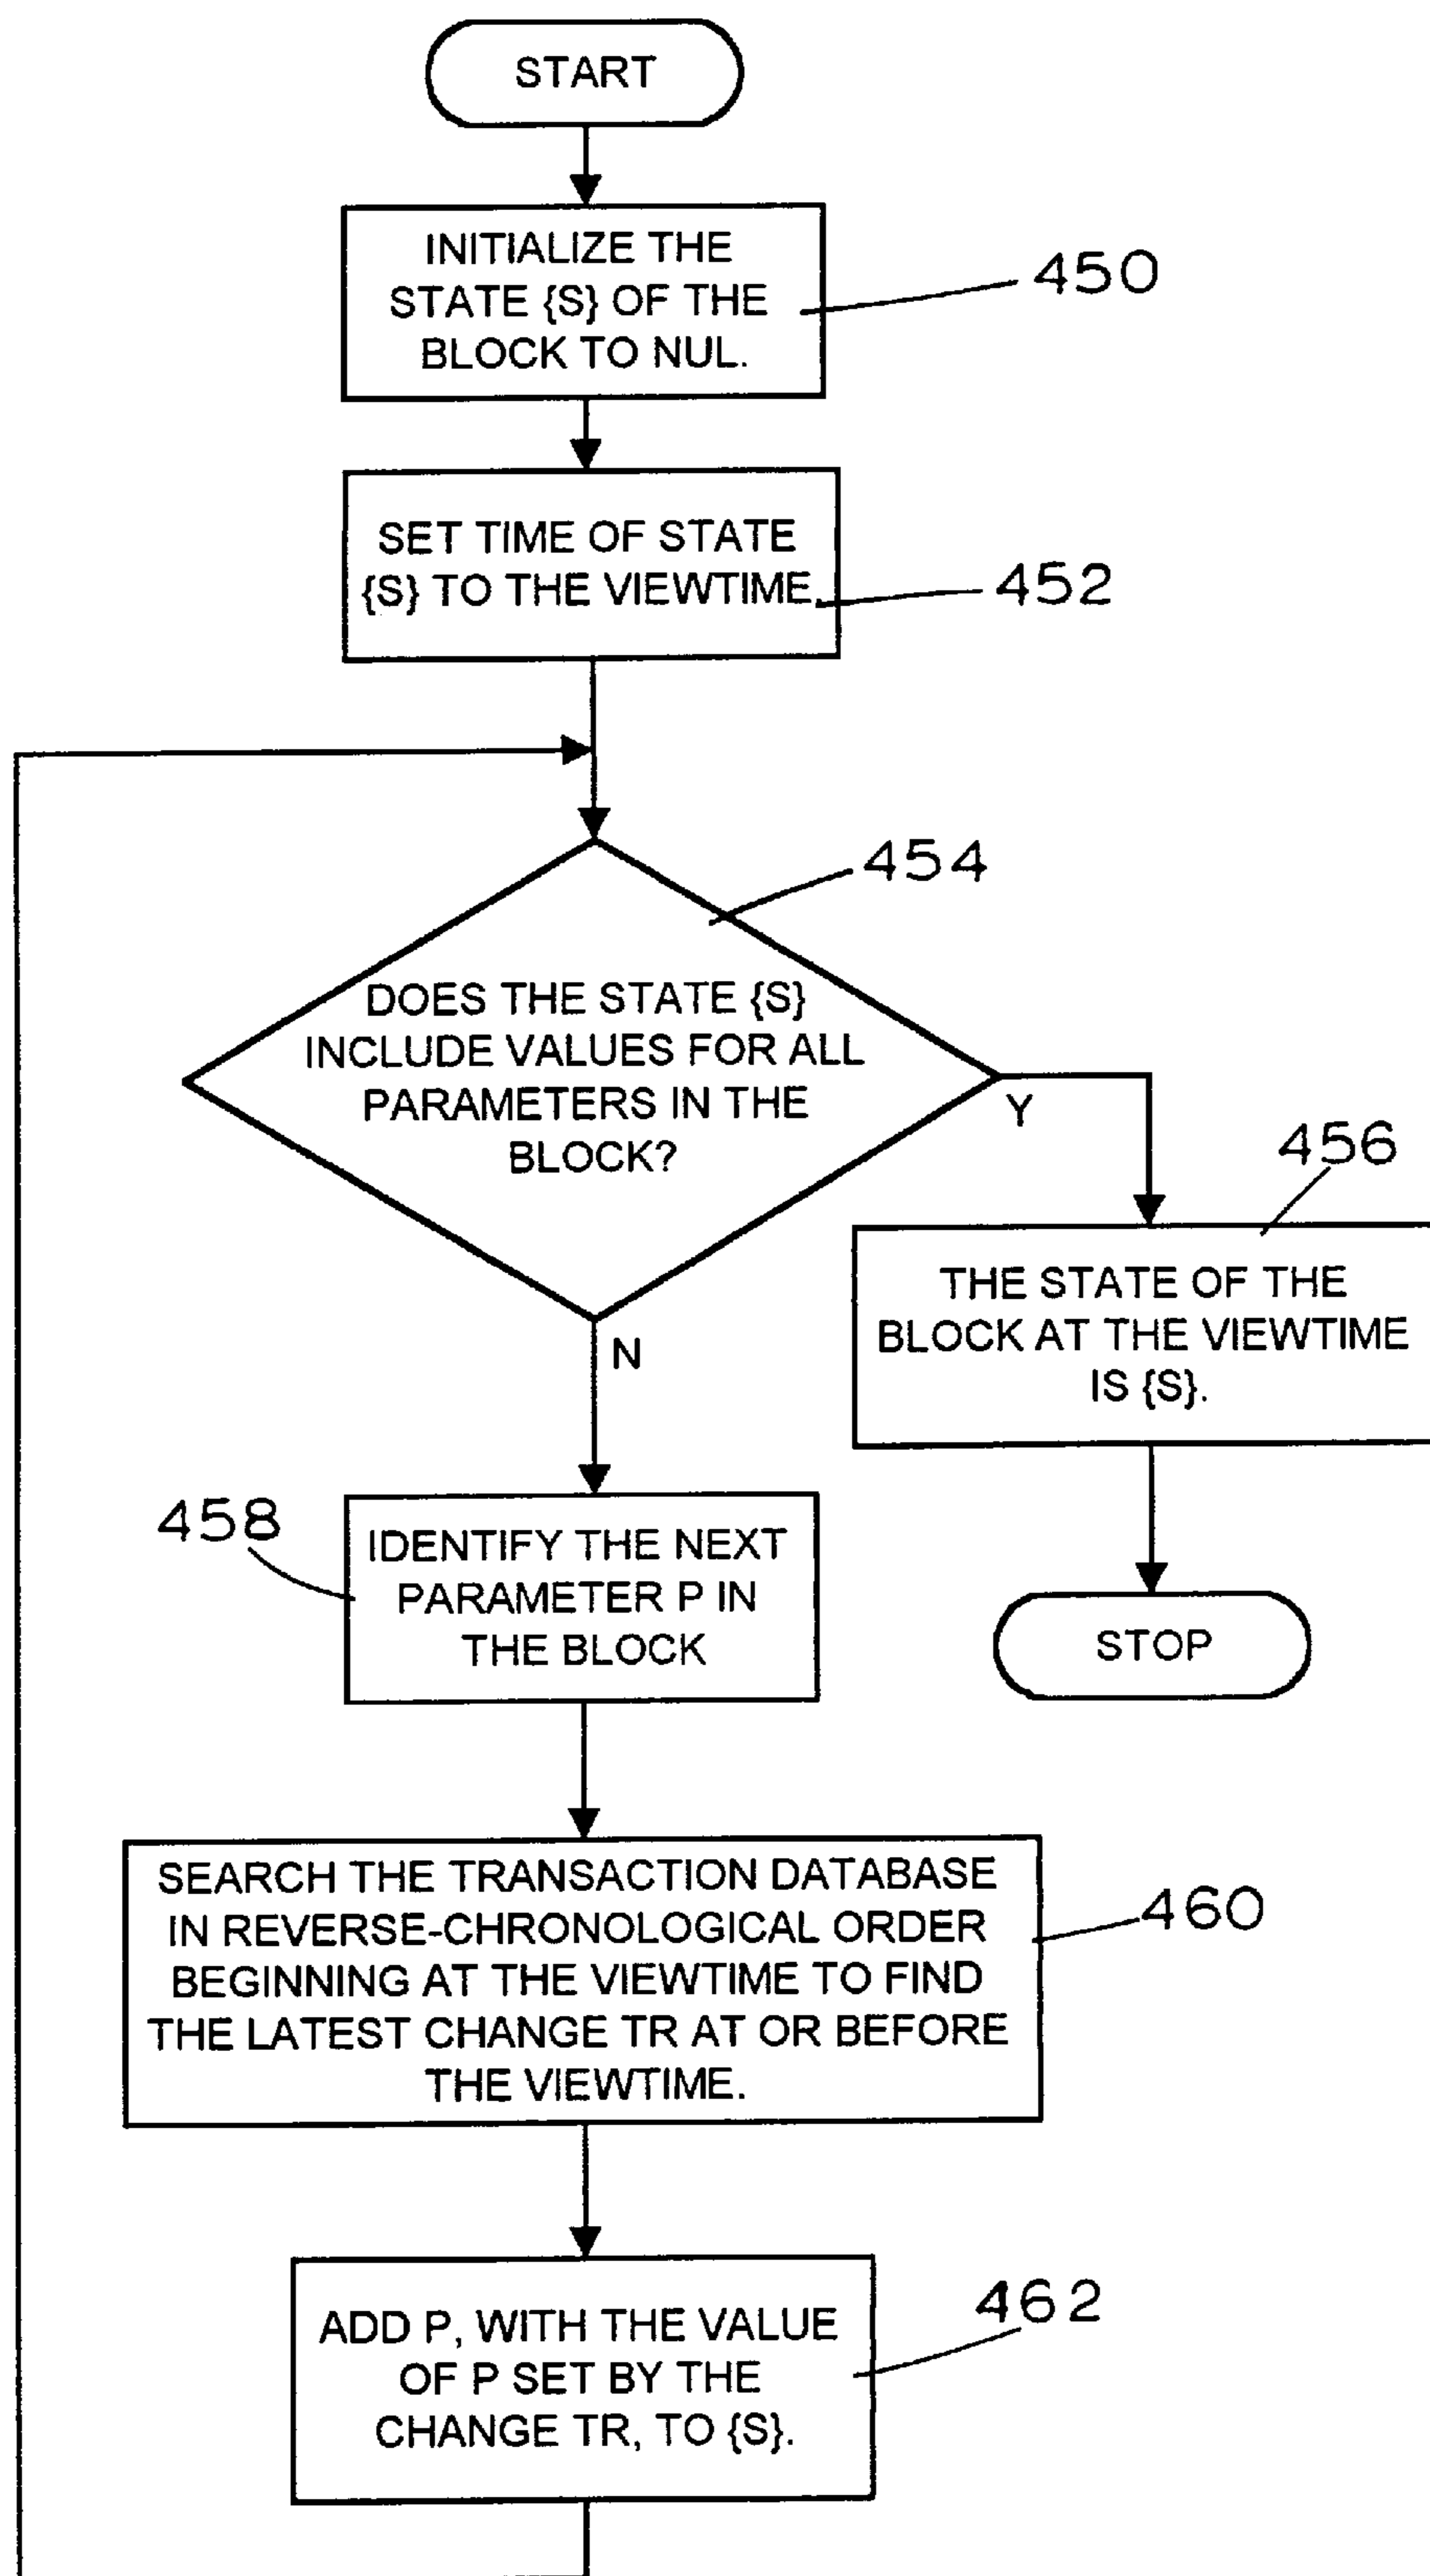 START
INITIALIZE THE
STATE {S} OF THE
BLOCK TO NUL.
450
SET TIME OF STATE
{S} TO THE VIEWTIME.
452
454
DOES THE STATE {S}
INCLUDE VALUES FOR ALL
PARAMETERS IN THE
BLOCK?
Y
N
456
THE STATE OF THE
BLOCK AT THE VIEWTIME
IS {S}.
458
IDENTIFY THE NEXT
PARAMETER P IN
THE BLOCK
STOP
SEARCH THE TRANSACTION DATABASE
IN REVERSE-CHRONOLOGICAL ORDER
BEGINNING AT THE VIEWTIME TO FIND
THE LATEST CHANGE TR AT OR BEFORE
THE VIEWTIME.
460
ADD P, WITH THE VALUE
OF P SET BY THE
CHANGE TR, TO {S}.
462